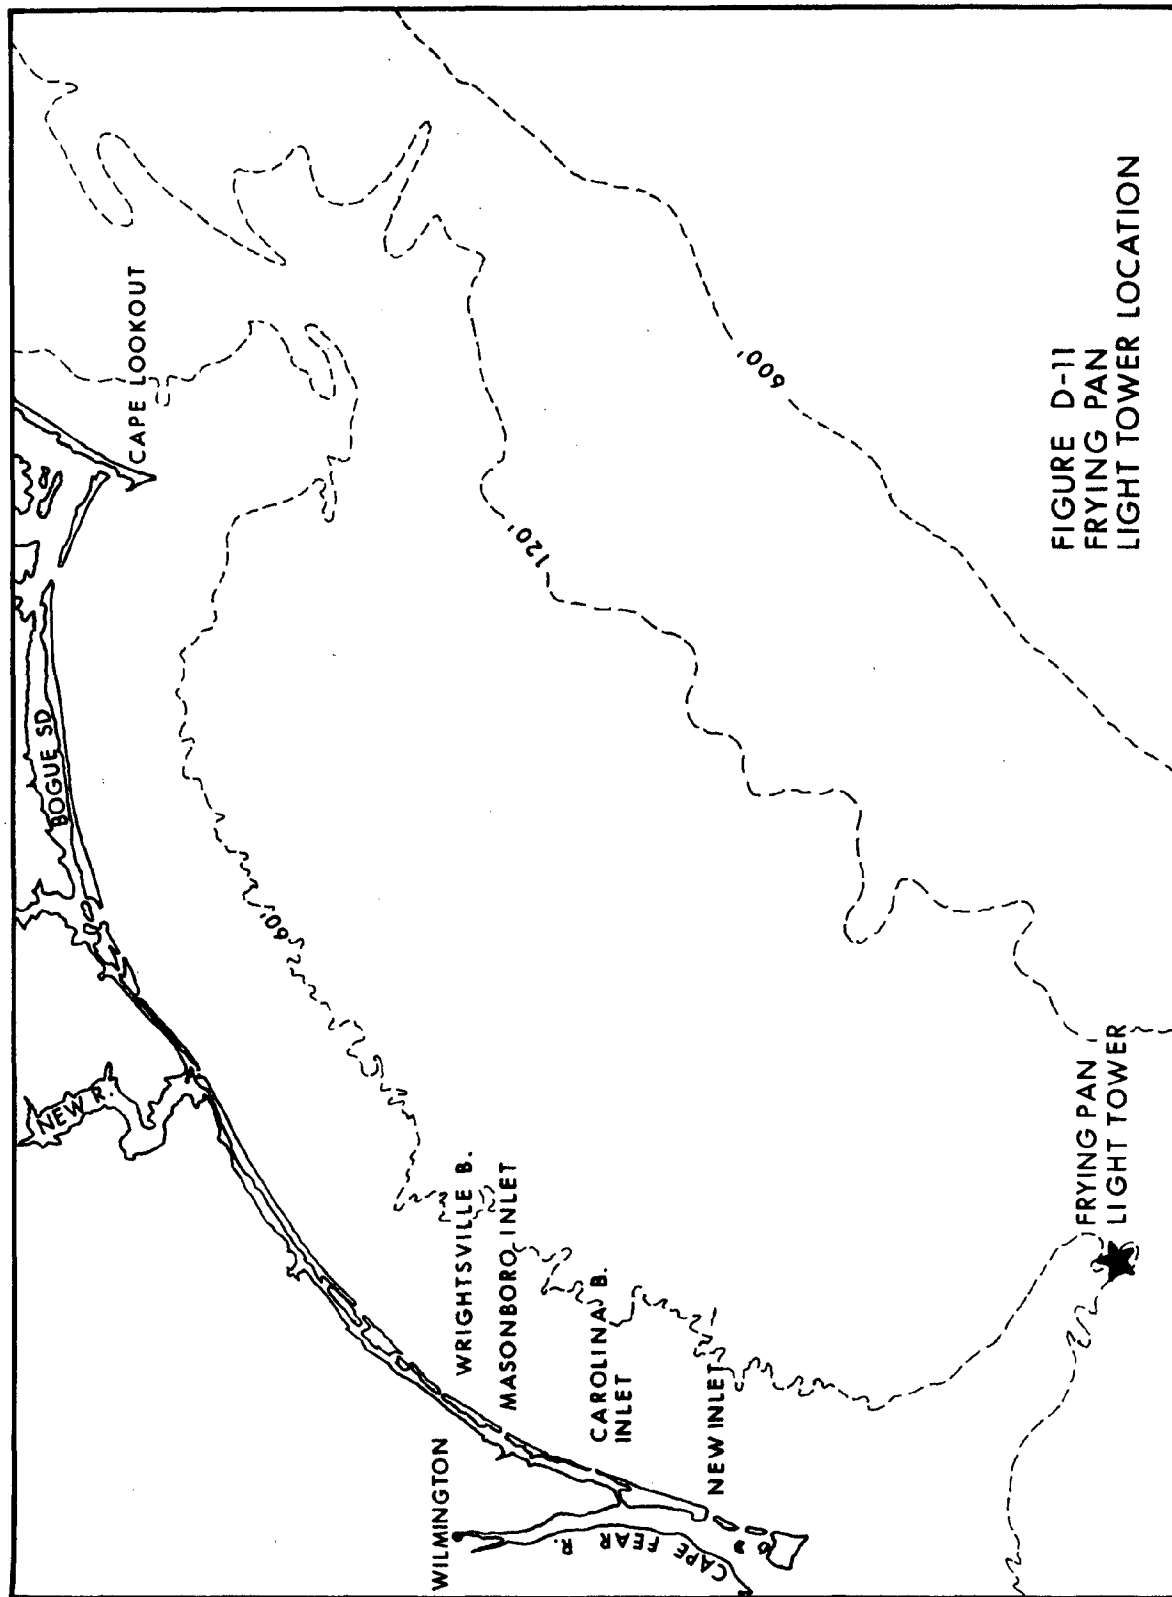 CAPE LOOKOUT
BOGUE SD
NEW R.
60'
120'
600'
WRIGHTSVILLE B.
MASONBORO INLET
CAROLINA B.
INLET
NEW INLET
WILMINGTON
CAPE FEAR R.
FRYING PAN
LIGHT TOWER
FIGURE D-11
FRYING PAN
LIGHT TOWER LOCATION